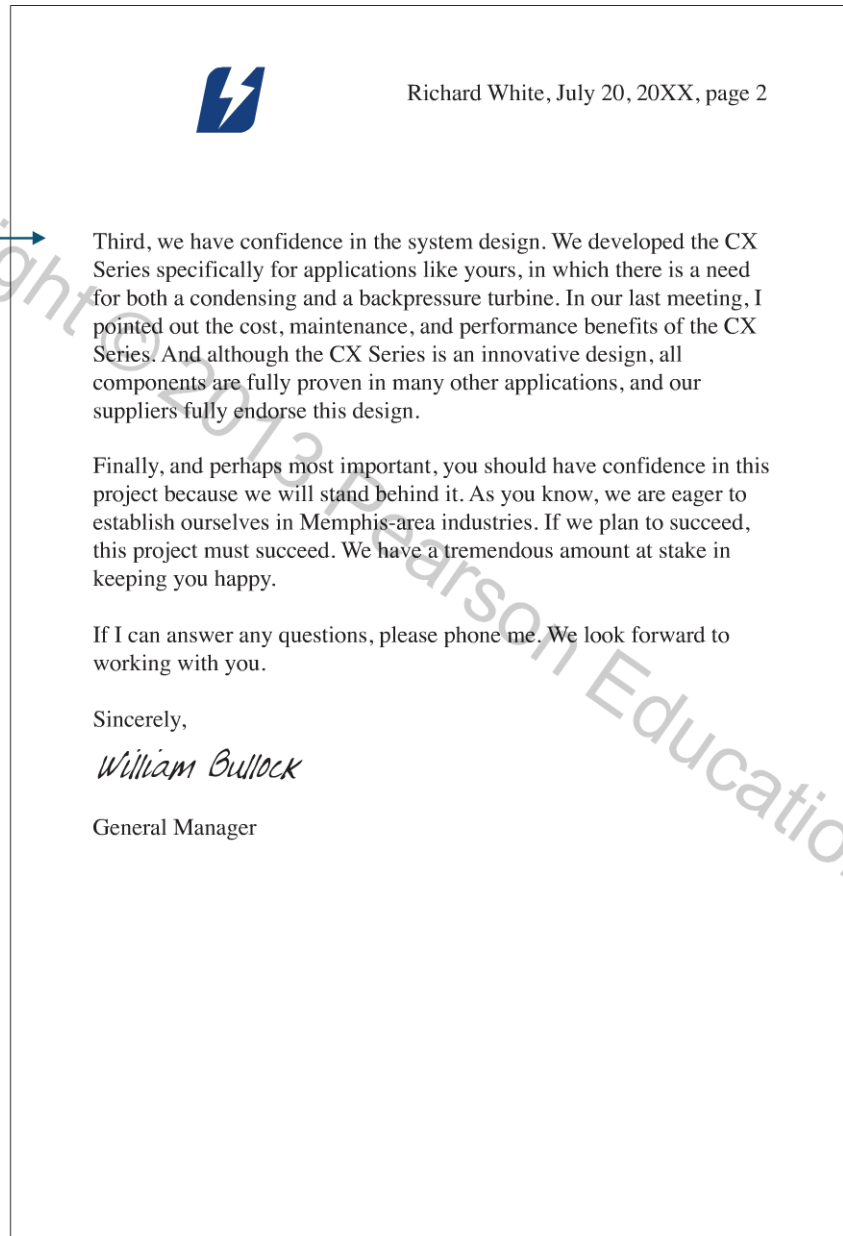 Richard White, July 20, 20XX, page 2
Third, we have confidence in the system design. We developed the CX
Series specifically for applications like yours, in which there is a need
for both a condensing and a backpressure turbine. In our last meeting, I
pointed out the cost, maintenance, and performance benefits of the CX
Series. And although the CX Series is an innovative design, all
components are fully proven in many other applications, and our
suppliers fully endorse this design.
Finally, and perhaps most important, you should have confidence in this
project because we will stand behind it. As you know, we are eager to
establish ourselves in Memphis-area industries. If we plan to succeed,
this project must succeed. We have a tremendous amount at stake in
keeping you happy.
If I can answer any questions, please phone me. We look forward to
working with you.
Sincerely,
William Bullock
General Manager
ight © 2013 Pearson Education